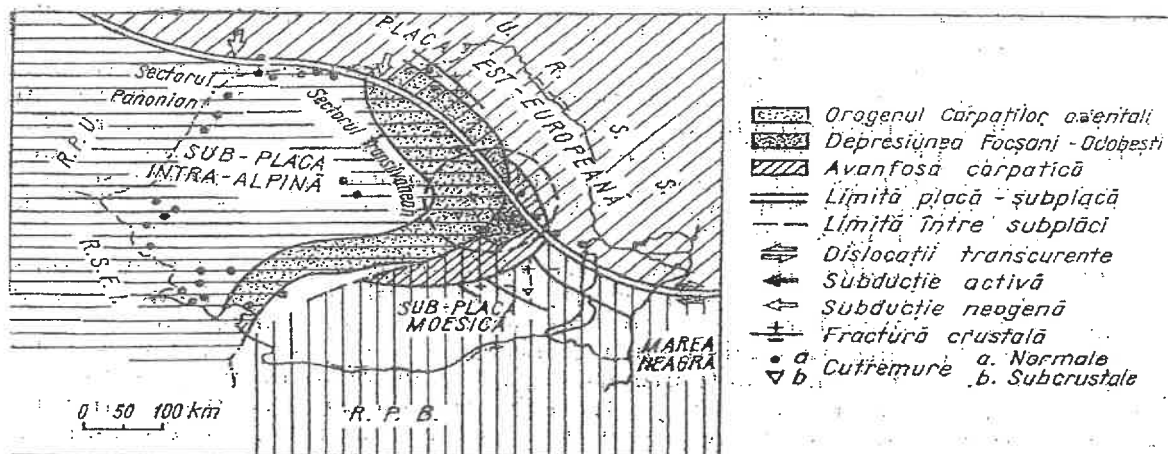 PLACA EST-EUROPEANĂ
U. R. S. S.
Sectorul
Panonian
Sectorul Transilvănean
R. P. U.
SUB-PLACA
INTRA-ALPINĂ
R. S. F.
SUB-PLACA
MOESICĂ
MAREA
NEAGRĂ
R. P. B.
0 50 100 km
Orogenul Carpaților orientali
Depresiunea Focșani-Odobești
Avanfosa carpatică
Limită placă-subplacă
Limită între subplăci
Dislocații transcurente
Subducție activă
Subducție neogenă
Fractură crustală
a Cutremure a. Normale
b b. Subcrustale